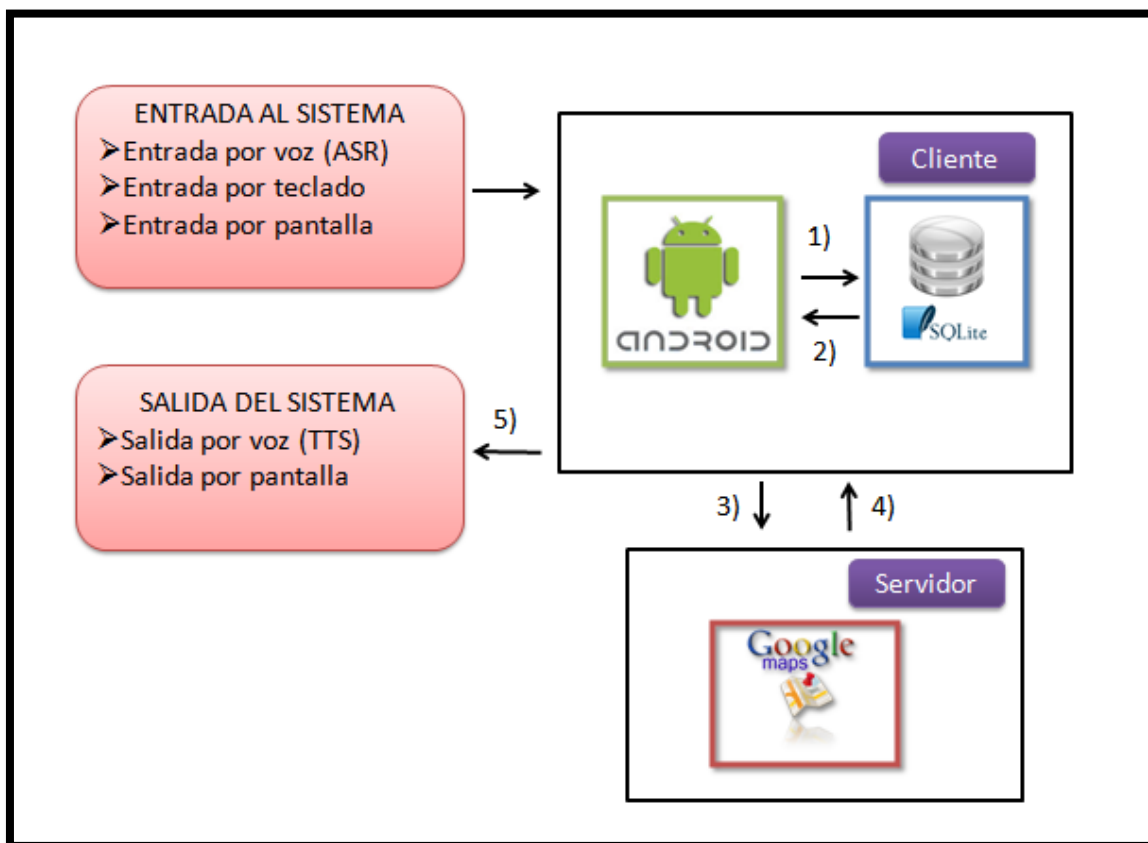 ENTRADA AL SISTEMA
➢Entrada por voz (ASR)
➢Entrada por teclado
➢Entrada por pantalla
Cliente
1)
ANDROID
SQLite
2)
SALIDA DEL SISTEMA
➢Salida por voz (TTS)
➢Salida por pantalla
5)
3)
4)
Servidor
Google
maps